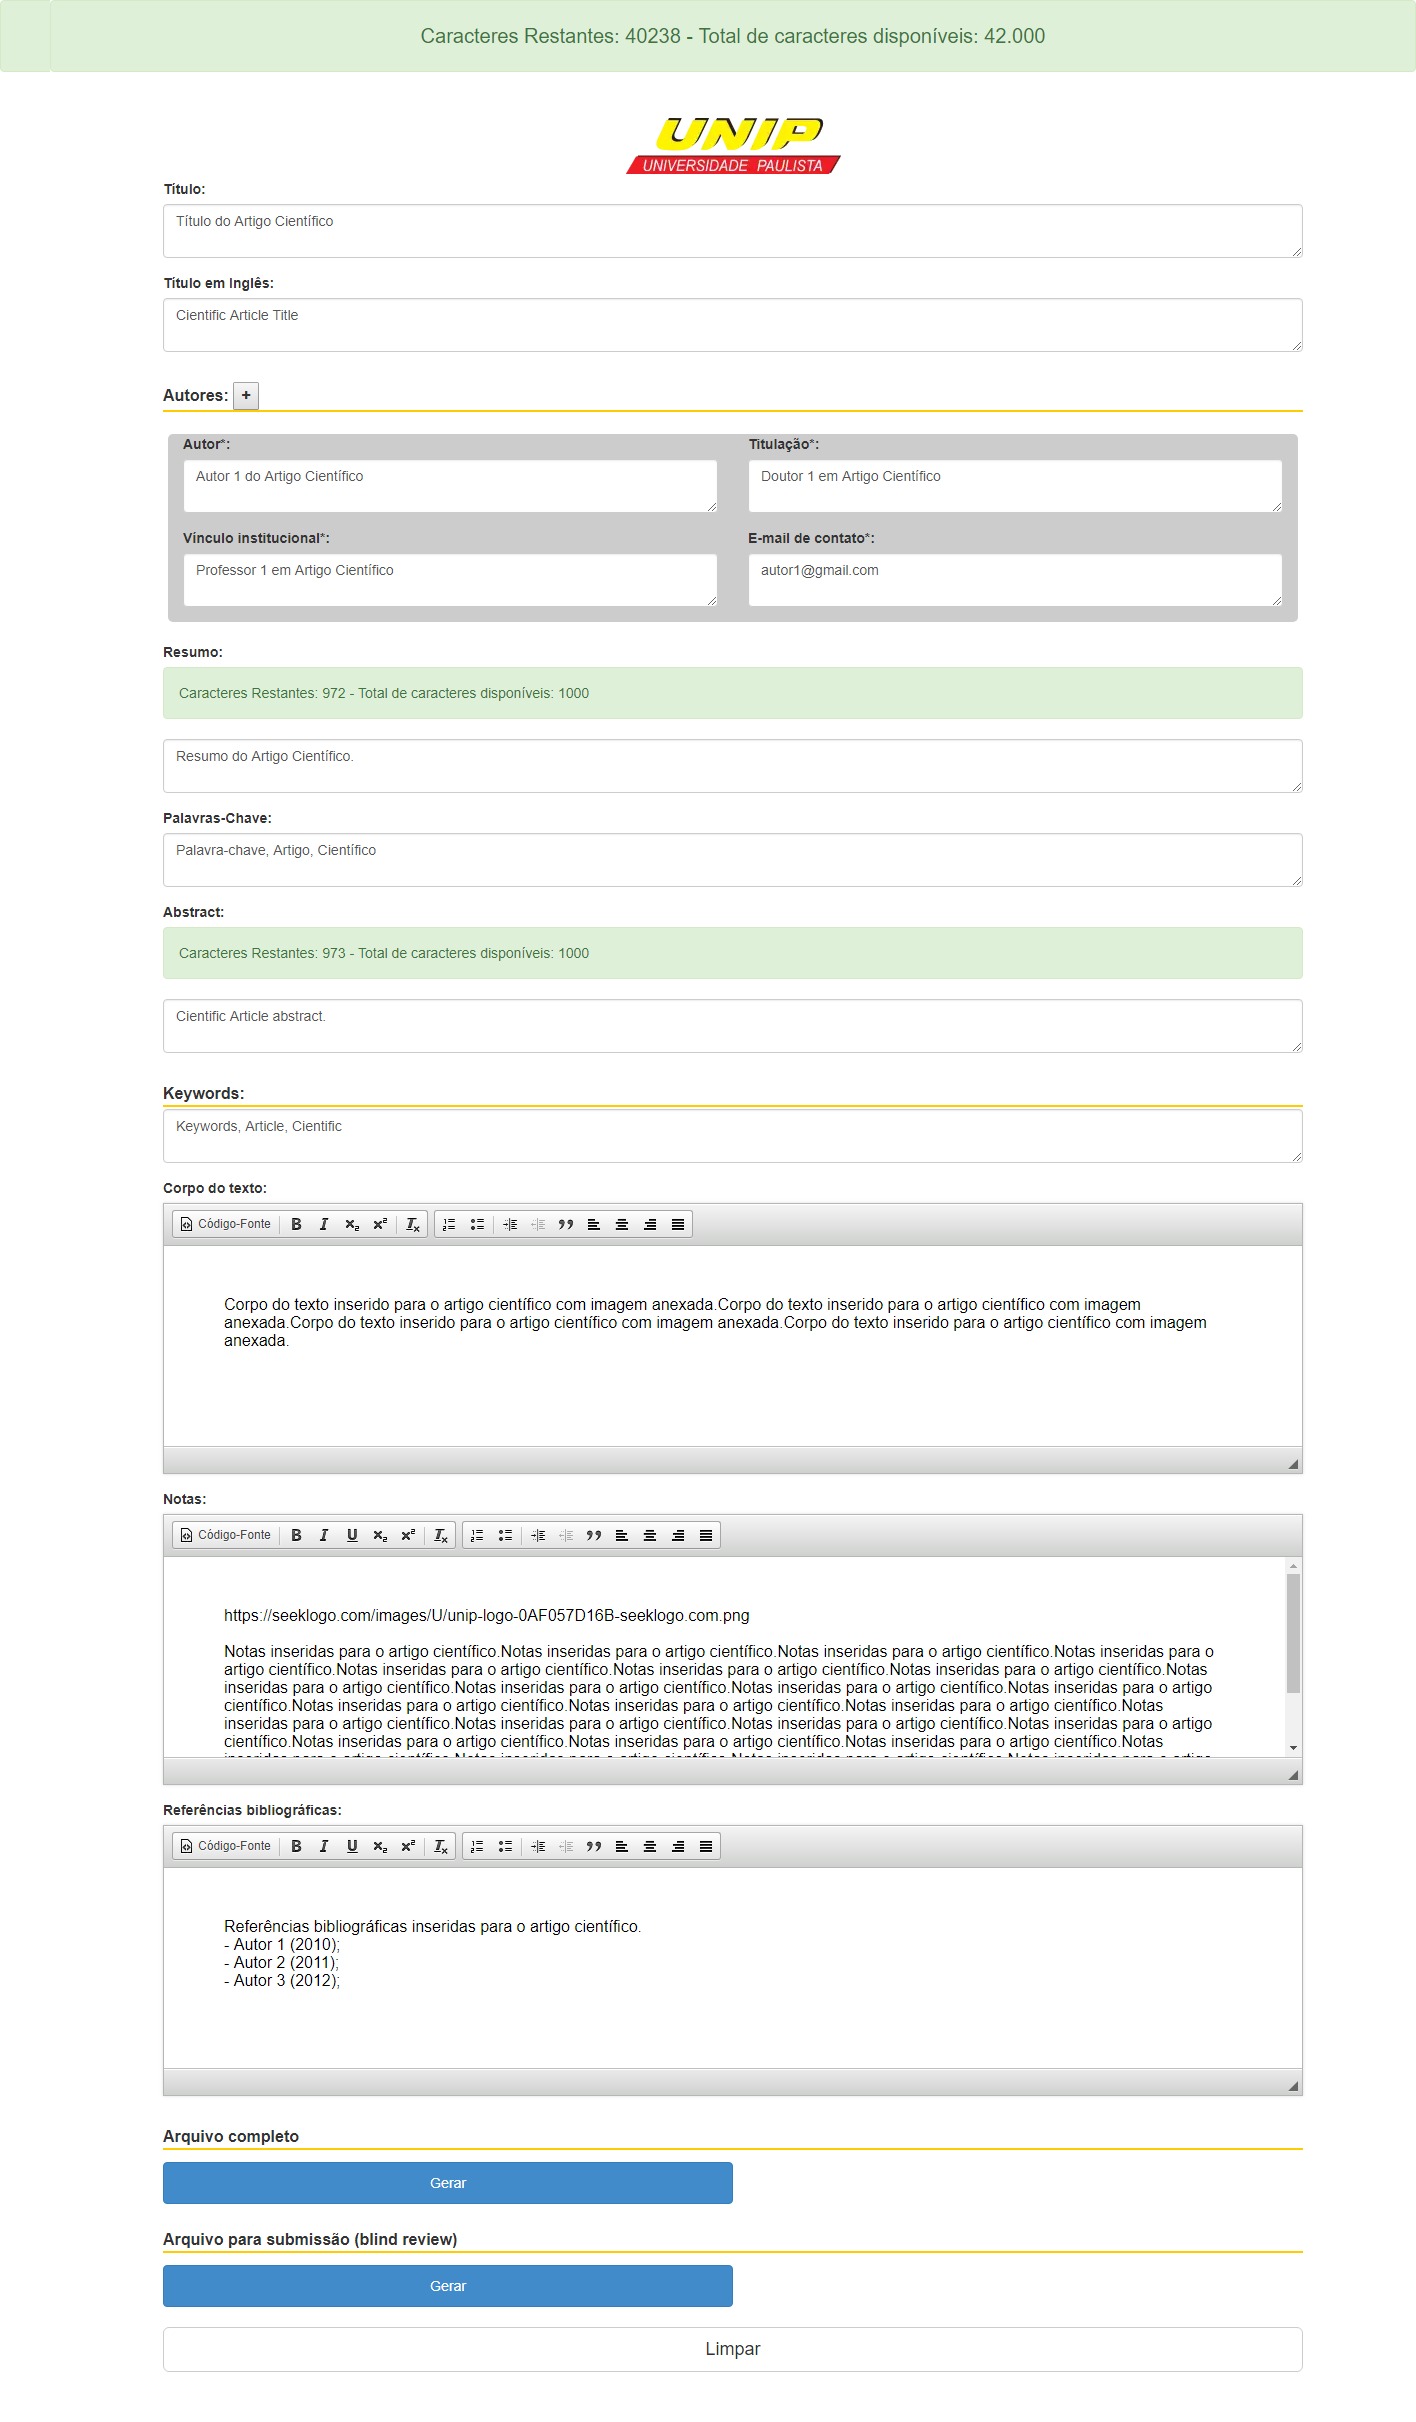 Caracteres Restantes: 40238 - Total de caracteres disponíveis: 42.000
UNIP
UNIVERSIDADE PAULISTA
Título:
Título do Artigo Científico
Título em Inglês:
Cientific Article Title
Autores: +
Autor*:
Titulação*:
Autor 1 do Artigo Científico
Doutor 1 em Artigo Científico
Vínculo institucional*:
E-mail de contato*:
Professor 1 em Artigo Científico
autor1@gmail.com
Resumo:
Caracteres Restantes: 972 - Total de caracteres disponíveis: 1000
Resumo do Artigo Científico.
Palavras-Chave:
Palavra-chave, Artigo, Científico
Abstract:
Caracteres Restantes: 973 - Total de caracteres disponíveis: 1000
Cientific Article abstract.
Keywords:
Keywords, Article, Cientific
Corpo do texto:
Código-Fonte
Corpo do texto inserido para o artigo científico com imagem anexada.Corpo do texto inserido para o artigo científico com imagem
anexada.Corpo do texto inserido para o artigo científico com imagem anexada.Corpo do texto inserido para o artigo científico com imagem
anexada.
Notas:
Código-Fonte
https://seeklogo.com/images/U/unip-logo-0AF057D16B-seeklogo.com.png
Notas inseridas para o artigo científico.Notas inseridas para o artigo científico.Notas inseridas para o artigo científico.Notas inseridas para o
artigo científico.Notas inseridas para o artigo científico.Notas inseridas para o artigo científico.Notas inseridas para o artigo científico.Notas
inseridas para o artigo científico.Notas inseridas para o artigo científico.Notas inseridas para o artigo científico.Notas inseridas para o artigo
científico.Notas inseridas para o artigo científico.Notas inseridas para o artigo científico.Notas inseridas para o artigo científico.Notas
inseridas para o artigo científico.Notas inseridas para o artigo científico.Notas inseridas para o artigo científico.Notas inseridas para o artigo
científico.Notas inseridas para o artigo científico.Notas inseridas para o artigo científico.Notas inseridas para o artigo científico.Notas
Referências bibliográficas:
Código-Fonte
Referências bibliográficas inseridas para o artigo científico.
- Autor 1 (2010);
- Autor 2 (2011);
- Autor 3 (2012);
Arquivo completo
Gerar
Arquivo para submissão (blind review)
Gerar
Limpar